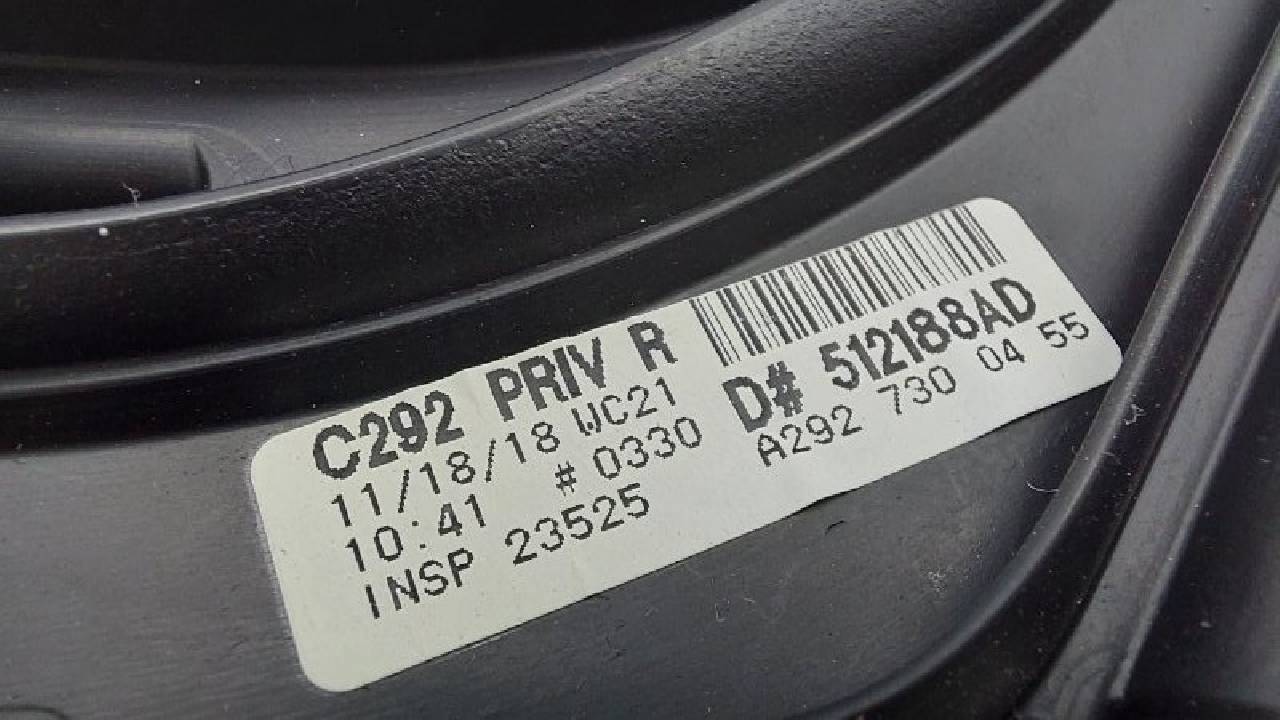 C292 PRIV R
11/18/18 WC21
10:41 # 0330
INSP 23525
D# 512188AD
A292 730 04 55